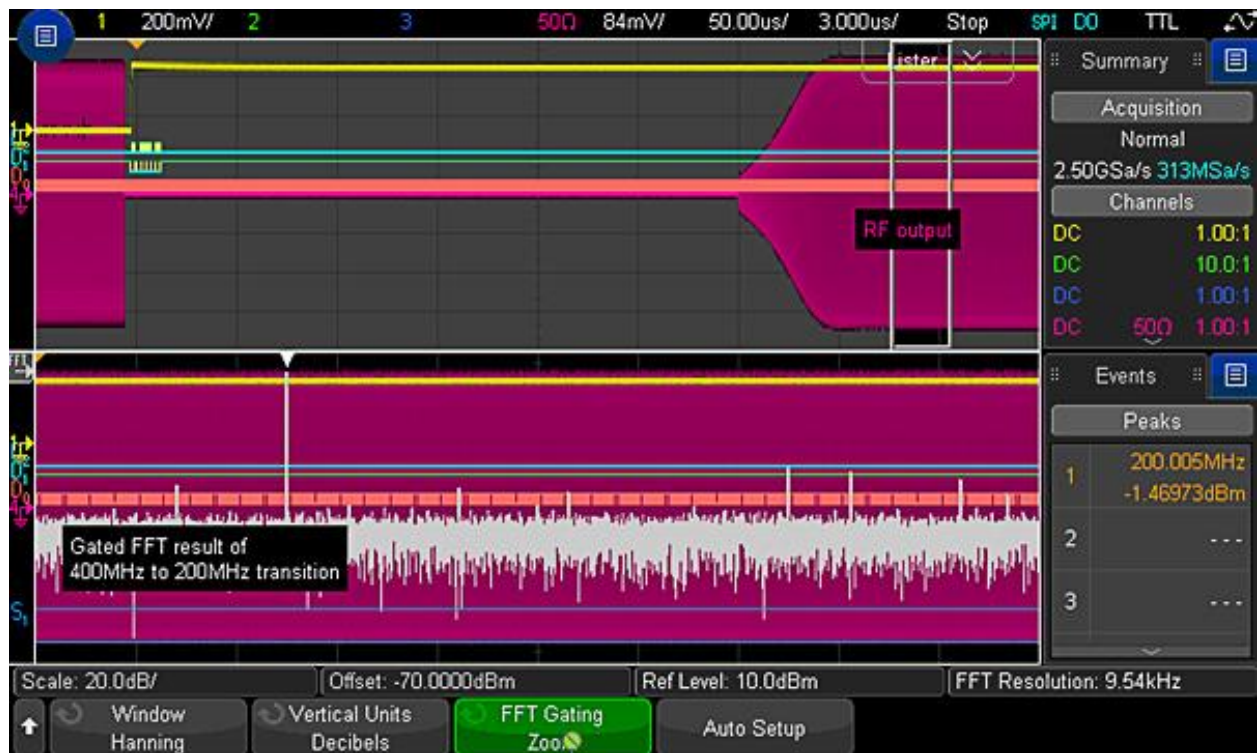 1 200mV/ 2 3 50Ω 84mV/ 50.00us/ 3.000us/ Stop SPI D0 TTL
Lister
RF output
Summary
Acquisition
Normal
2.50GSa/s 313MSa/s
Channels
DC 1.00:1
DC 10.0:1
DC 1.00:1
DC 50Ω 1.00:1
FFT
Gated FFT result of
400MHz to 200MHz transition
S1
Events
Peaks
1 200.005MHz
-1.46973dBm
2 ---
3 ---
Scale: 20.0dB/ Offset: -70.0000dBm Ref Level: 10.0dBm FFT Resolution: 9.54kHz
Window
Hanning
Vertical Units
Decibels
FFT Gating
Zoom
Auto Setup